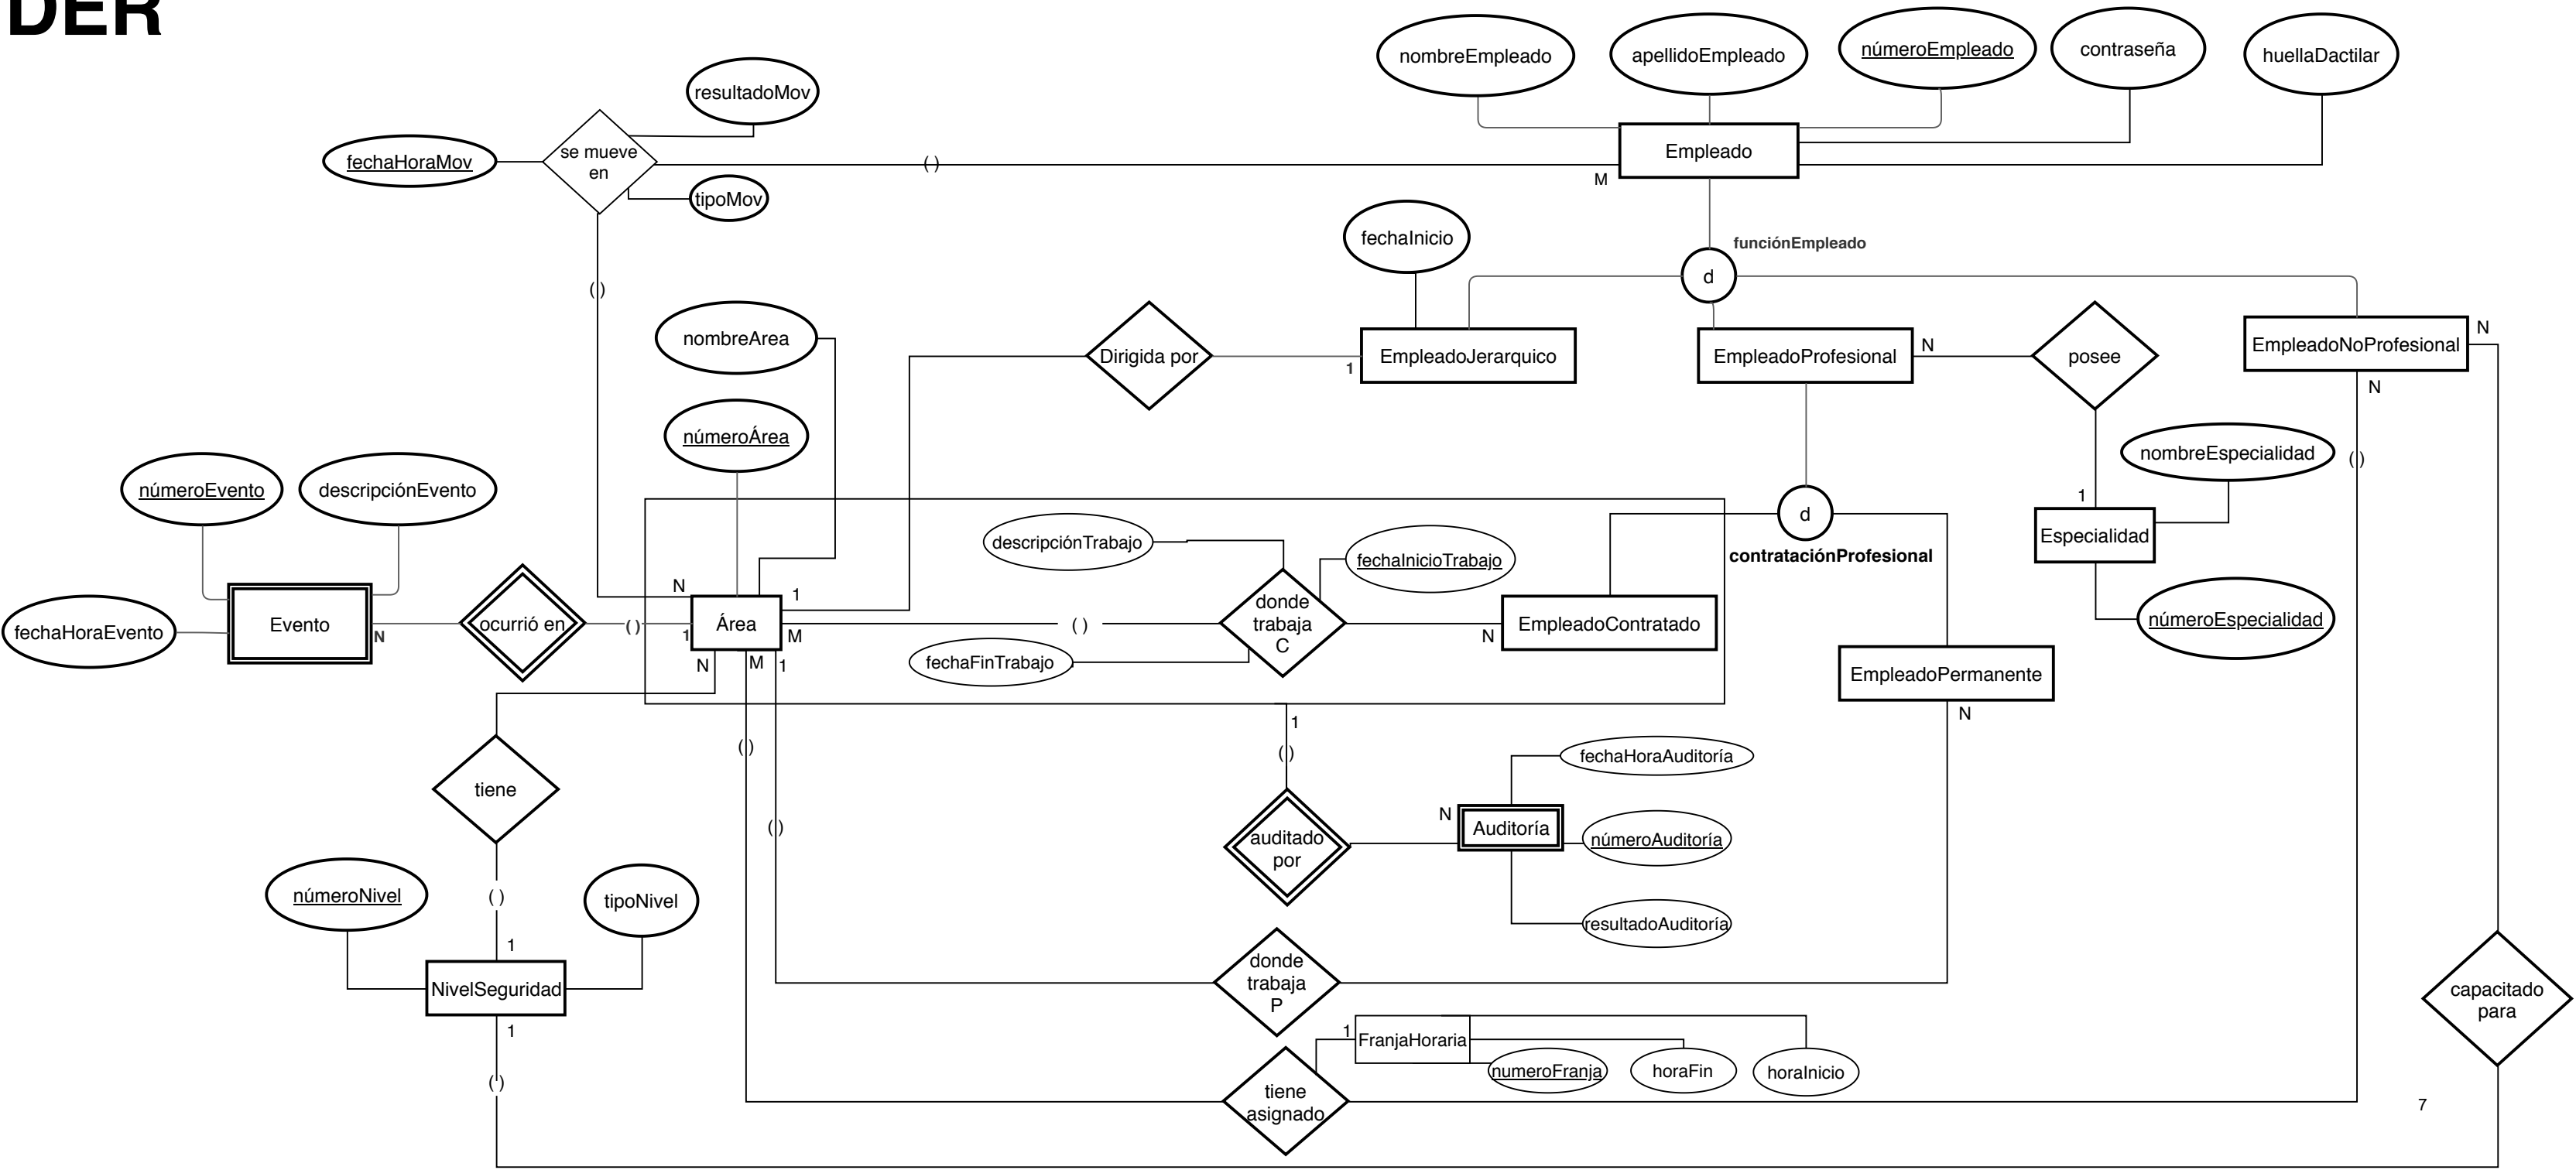 DER
nombreEmpleado
apellidoEmpleado
númeroEmpleado
contraseña
huellaDactilar
resultadoMov
fechaHoraMov
se mueve
en
tipoMov
( )
Empleado
M
fechaInicio
funciónEmpleado
d
( )
nombreArea
Dirigida por
1
EmpleadoJerarquico
EmpleadoProfesional
N
posee
EmpleadoNoProfesional
N
N
númeroÁrea
nombreEspecialidad
( )
númeroEvento
descripciónEvento
1
d
contrataciónProfesional
Especialidad
descripciónTrabajo
fechaInicioTrabajo
númeroEspecialidad
fechaHoraEvento
Evento
N
ocurrió en
( )
1
N
Área
1
M
( )
donde
trabaja
C
N
EmpleadoContratado
fechaFinTrabajo
N
M
1
EmpleadoPermanente
N
1
( )
( )
( )
tiene
fechaHoraAuditoría
N
Auditoría
númeroAuditoría
auditado
por
resultadoAuditoría
númeroNivel
( )
tipoNivel
1
NivelSeguridad
1
donde
trabaja
P
capacitado
para
1
FranjaHoraria
numeroFranja
horaFin
horaInicio
( )
tiene
asignado
7